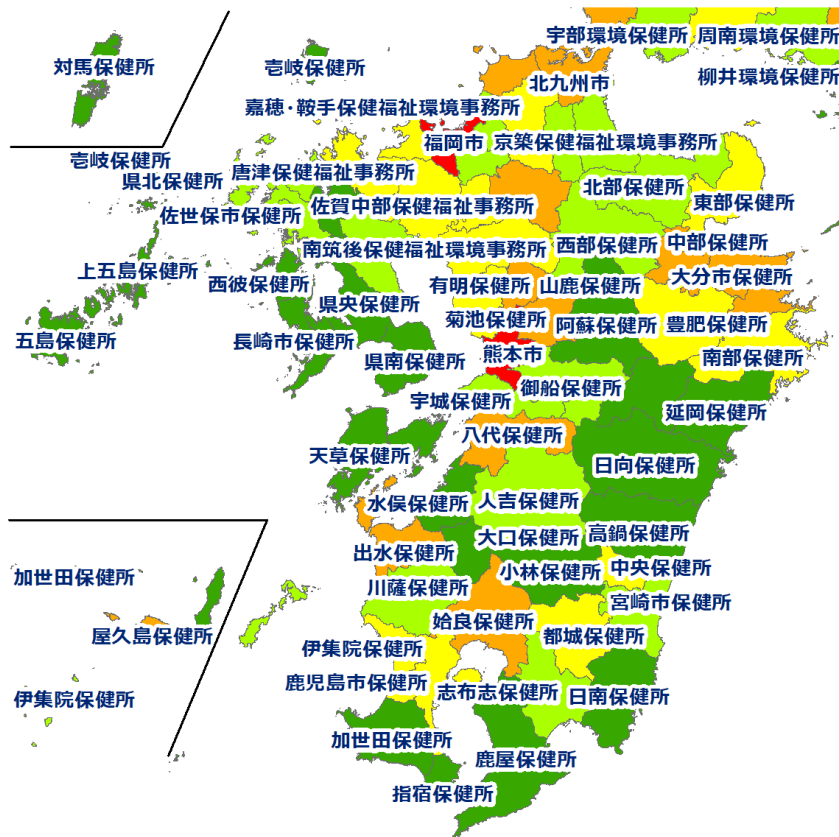 宇部環境保健所
周南環境保健所
対馬保健所
壱岐保健所
柳井環境保健所
北九州市
嘉穂・鞍手保健福祉環境事務所
福岡市
京築保健福祉環境事務所
壱岐保健所
県北保健所
唐津保健福祉事務所
北部保健所
佐世保市保健所
佐賀中部保健福祉事務所
東部保健所
南筑後保健福祉環境事務所
西部保健所
中部保健所
上五島保健所
西彼保健所
有明保健所
山鹿保健所
大分市保健所
県央保健所
菊池保健所
阿蘇保健所
豊肥保健所
五島保健所
長崎市保健所
県南保健所
熊本市
南部保健所
御船保健所
宇城保健所
延岡保健所
八代保健所
天草保健所
日向保健所
水俣保健所
人吉保健所
大口保健所
高鍋保健所
出水保健所
小林保健所
中央保健所
加世田保健所
川薩保健所
宮崎市保健所
屋久島保健所
姶良保健所
都城保健所
伊集院保健所
鹿児島市保健所
志布志保健所
日南保健所
伊集院保健所
加世田保健所
鹿屋保健所
指宿保健所